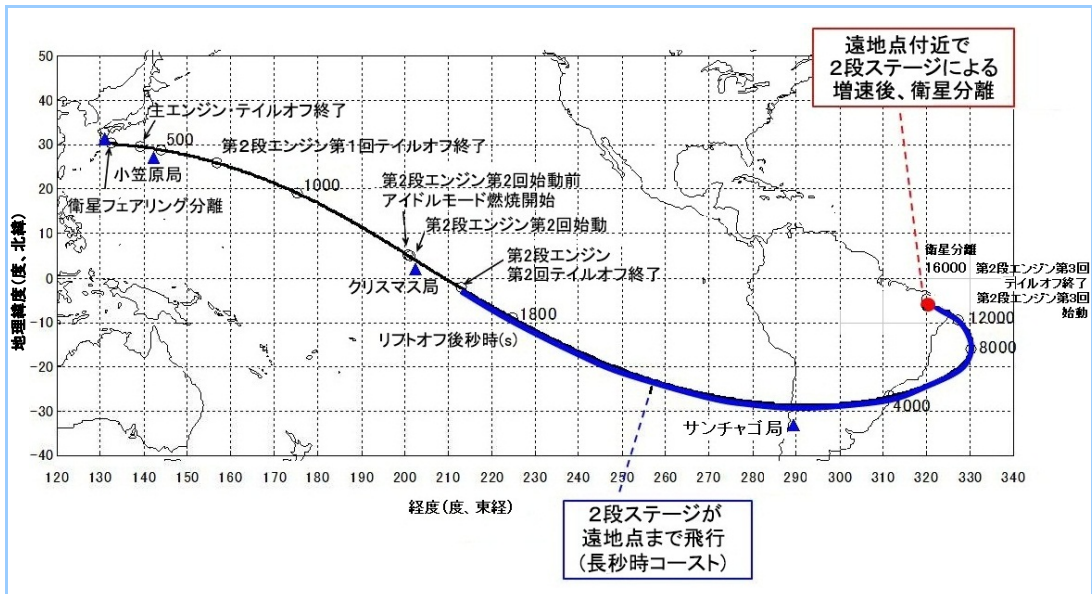 遠地点付近で
2段ステージによる
増速後、衛星分離
50
40
30
20
10
0
-10
-20
-30
-40
地理緯度(度、北緯)
主エンジン・テイルオフ終了
500
第2段エンジン第1回テイルオフ終了
小笠原局
衛星フェアリング分離
1000
第2段エンジン第2回始動前
アイドルモード燃焼開始
第2段エンジン第2回始動
第2段エンジン
第2回テイルオフ終了
クリスマス局
1800
リフトオフ後秒時(s)
衛星分離
16000
第2段エンジン第3回
テイルオフ終了
第2段エンジン第3回
始動
12000
8000
4000
サンチャゴ局
120 130 140 150 160 170 180 190 200 210 220 230 240 250 260 270 280 290 300 310 320 330 340
経度(度、東経)
2段ステージが
遠地点まで飛行
(長秒時コースト)